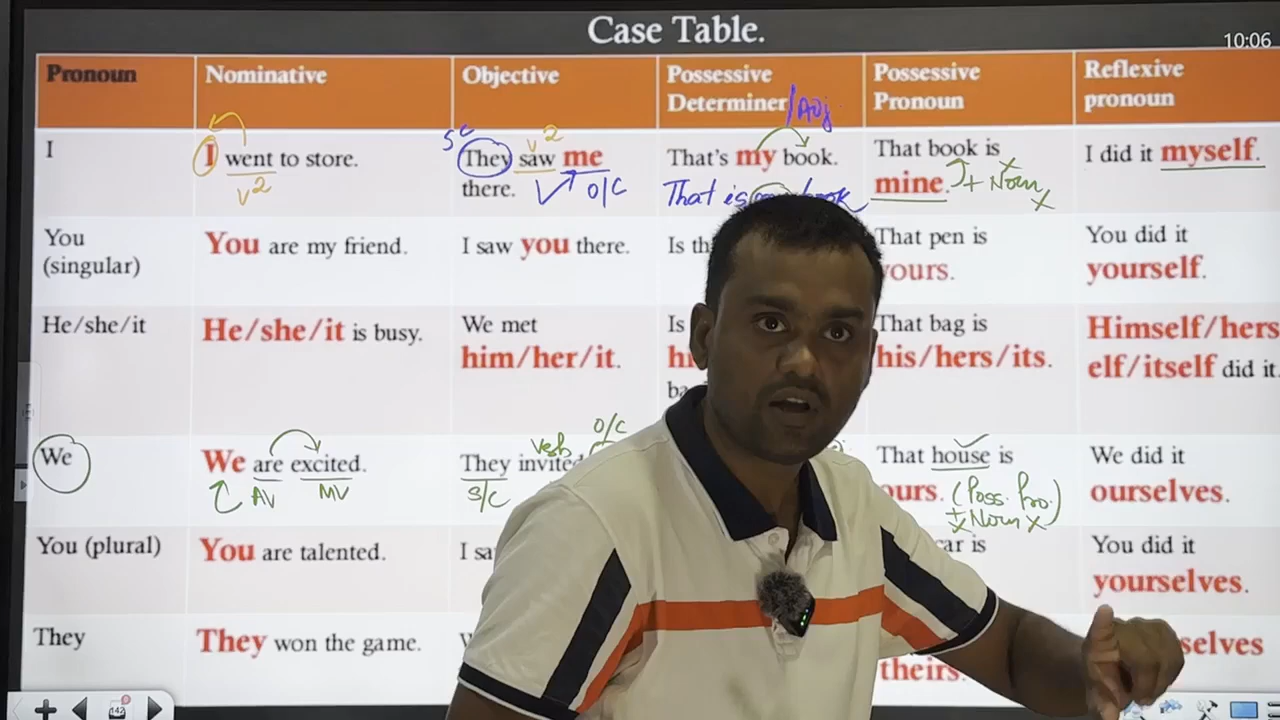 Case Table.
10:06
Pronoun
Nominative
Objective
Possessive
Determiner/Adj
Possessive
Pronoun
Reflexive
pronoun
I
I went to store.
V2
S/C
V2
They saw me
there.
O/C
That's my book.
That is
book
That book is
mine.
+ Noun
I did it myself.
You
(singular)
You are my friend.
I saw you there.
Is
That pen is
yours.
You did it
yourself.
He/she/it
He/she/it is busy.
We met
him/her/it.
Is
That bag is
his/hers/its.
Himself/hers
elf/itself did it.
We
We are excited.
AV
MV
verb
O/C
They invited
S/C
That house is
ours. (Poss. Pro.)
+ Noun
We did it
ourselves.
You (plural)
You are talented.
I
car is
You did it
yourselves.
They
They won the game.
theirs.
selves
142